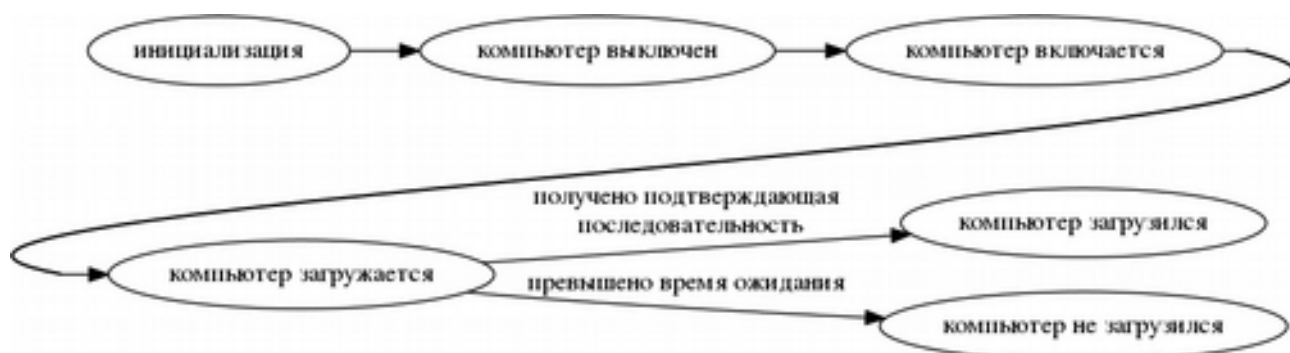 инициализация
компьютер выключен
компьютер включается
получено подтверждающая
последовательность
компьютер загрузился
компьютер загружается
превышено время ожидания
компьютер не загрузился